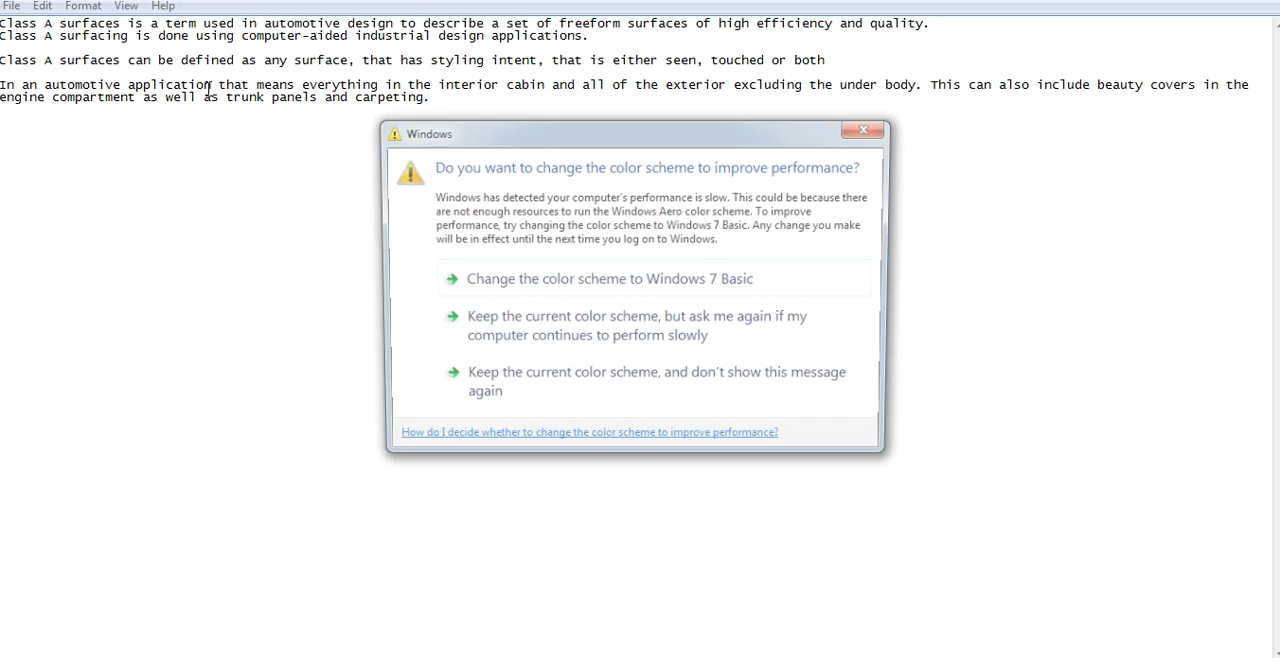 File Edit Format View Help
Class A surfaces is a term used in automotive design to describe a set of freeform surfaces of high efficiency and quality.
Class A surfacing is done using computer-aided industrial design applications.
Class A surfaces can be defined as any surface, that has styling intent, that is either seen, touched or both
In an automotive application that means everything in the interior cabin and all of the exterior excluding the under body. This can also include beauty covers in the
engine compartment as well as trunk panels and carpeting.
Windows
Do you want to change the color scheme to improve performance?
Windows has detected your computer's performance is slow. This could be because there
are not enough resources to run the Windows Aero color scheme. To improve
performance, try changing the color scheme to Windows 7 Basic. Any change you make
will be in effect until the next time you log on to Windows.
Change the color scheme to Windows 7 Basic
Keep the current color scheme, but ask me again if my
computer continues to perform slowly
Keep the current color scheme, and don't show this message
again
How do I decide whether to change the color scheme to improve performance?